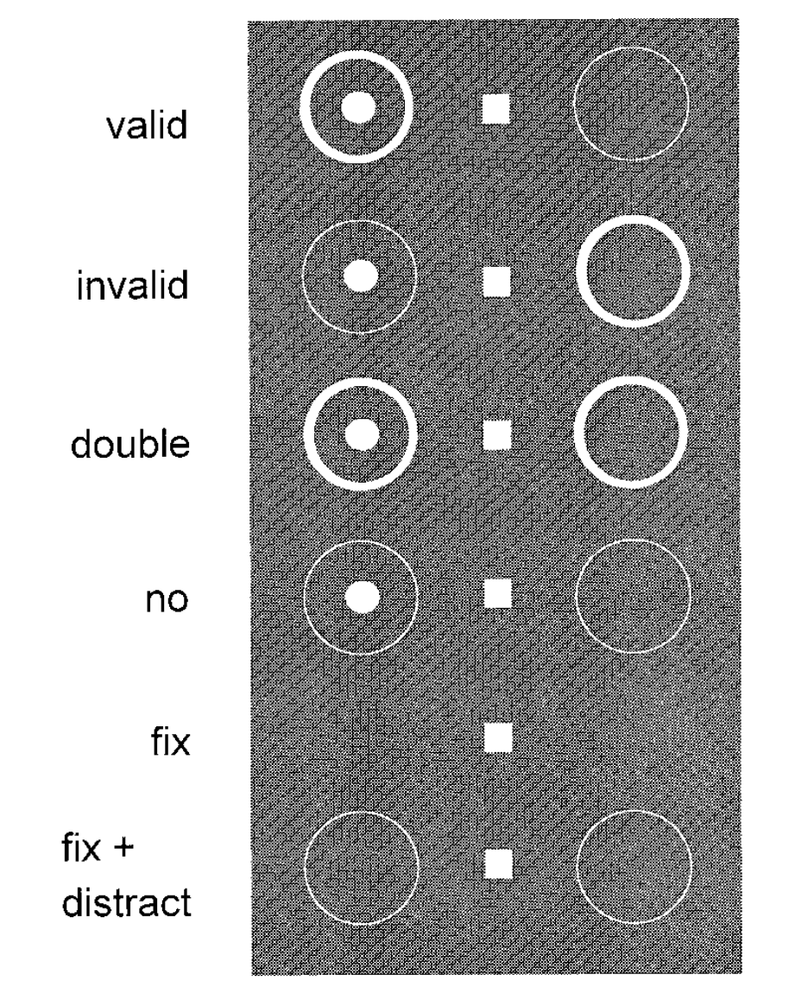 valid
invalid
double
no
fix
fix +
distract